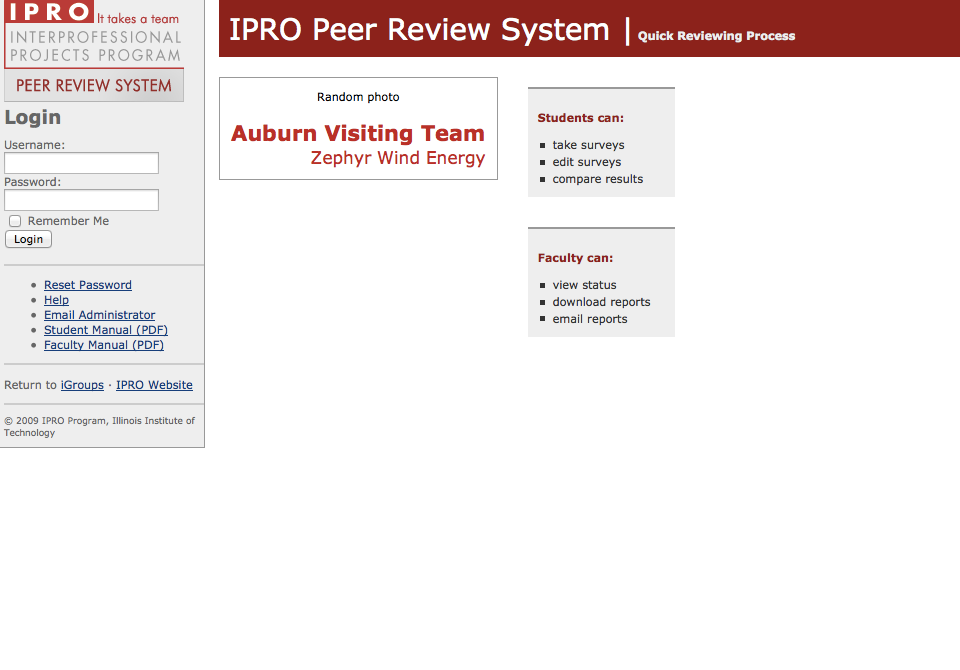 IPRO It takes a team
INTERPROFESSIONAL
PROJECTS PROGRAM
PEER REVIEW SYSTEM
Login
Username:
Password:
Remember Me
Login
Reset Password
Help
Email Administrator
Student Manual (PDF)
Faculty Manual (PDF)
Return to iGroups · IPRO Website
© 2009 IPRO Program, Illinois Institute of
Technology
IPRO Peer Review System | Quick Reviewing Process
Random photo
Auburn Visiting Team
Zephyr Wind Energy
Students can:
take surveys
edit surveys
compare results
Faculty can:
view status
download reports
email reports